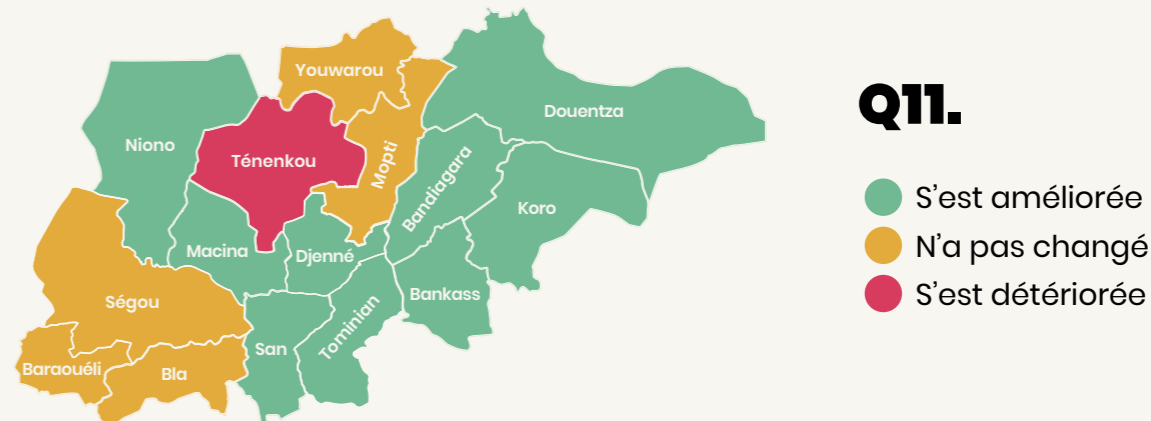 Youwarou
Douentza
Niono
Ténenkou
Mopti
Bandiagara
Koro
Macina
Djenné
Ségou
Bankass
Tominian
San
Baraouéli
Bla
Q11.
S'est améliorée
N'a pas changé
S'est détériorée